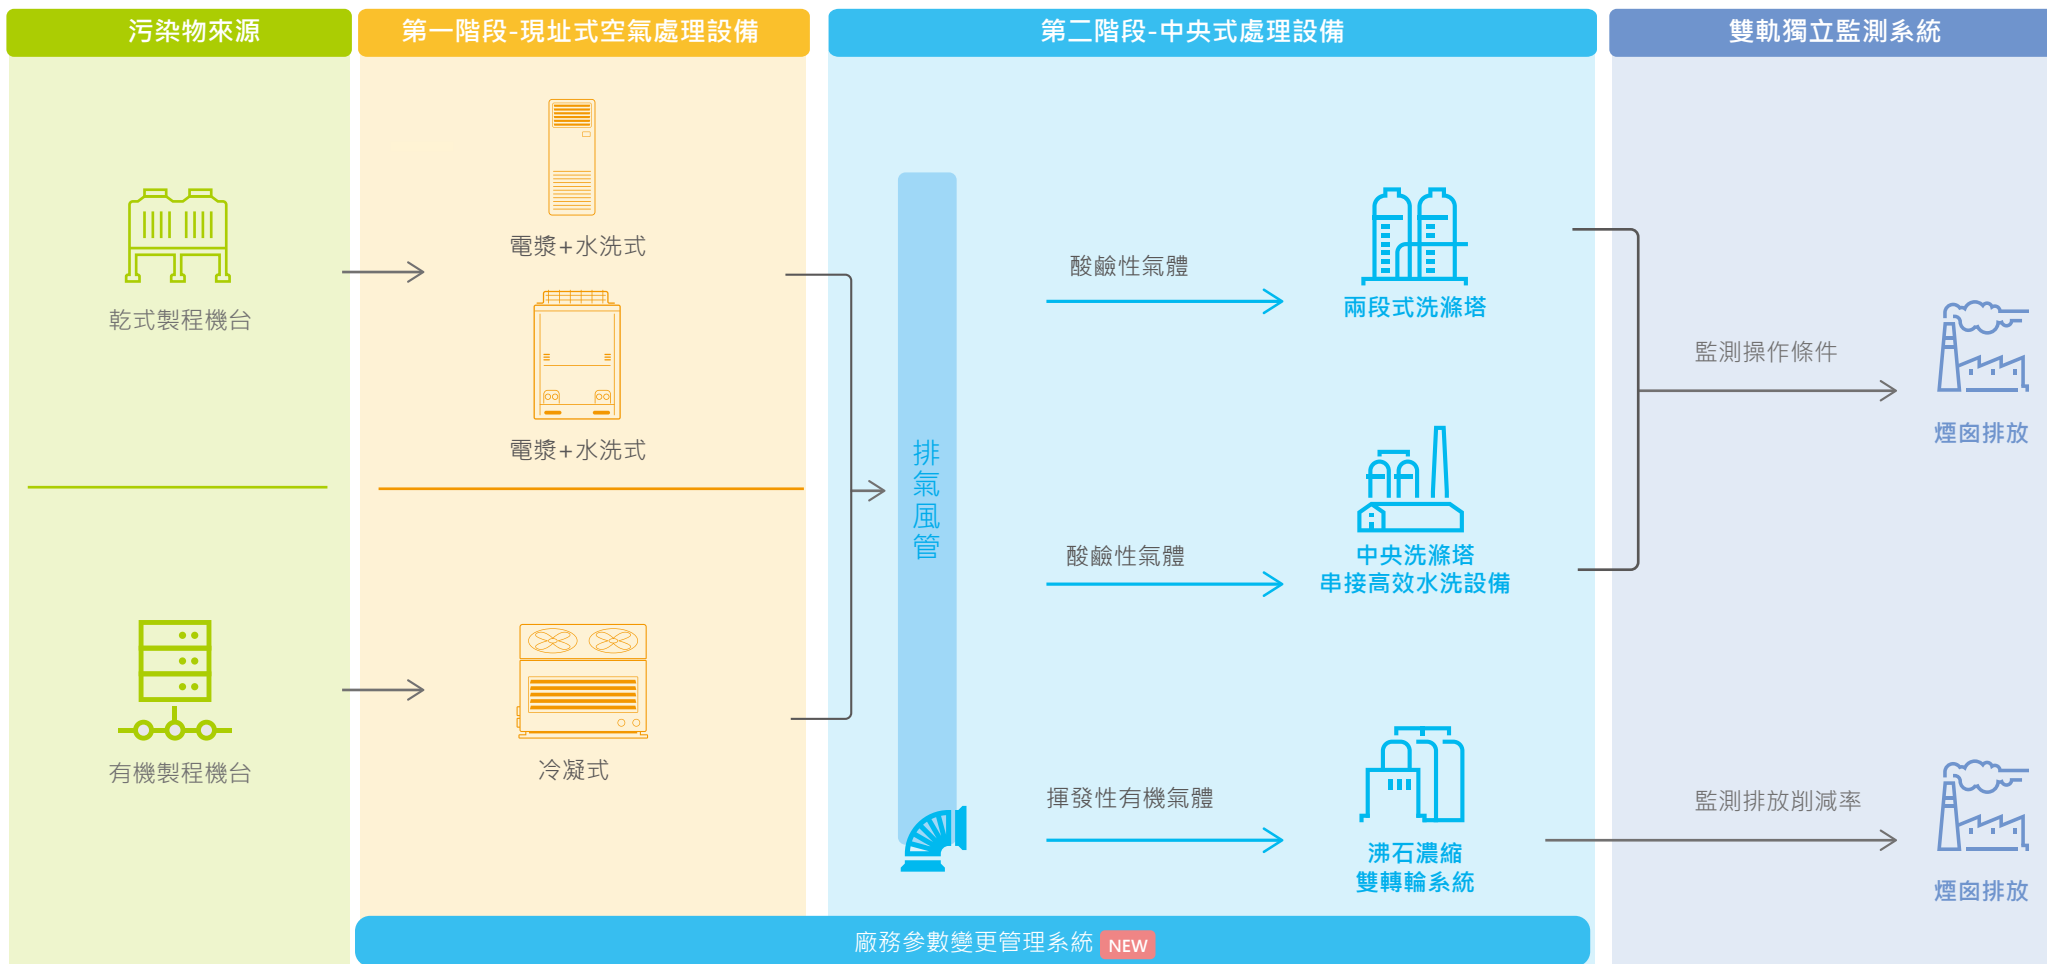 污染物來源
第一階段-現址式空氣處理設備
第二階段-中央式處理設備
雙軌獨立監測系統
乾式製程機台
有機製程機台
電漿+水洗式
電漿+水洗式
冷凝式
排氣風管
酸鹼性氣體
兩段式洗滌塔
酸鹼性氣體
中央洗滌塔
串接高效水洗設備
揮發性有機氣體
沸石濃縮
雙轉輪系統
監測操作條件
煙囪排放
監測排放削減率
煙囪排放
廠務參數變更管理系統 NEW